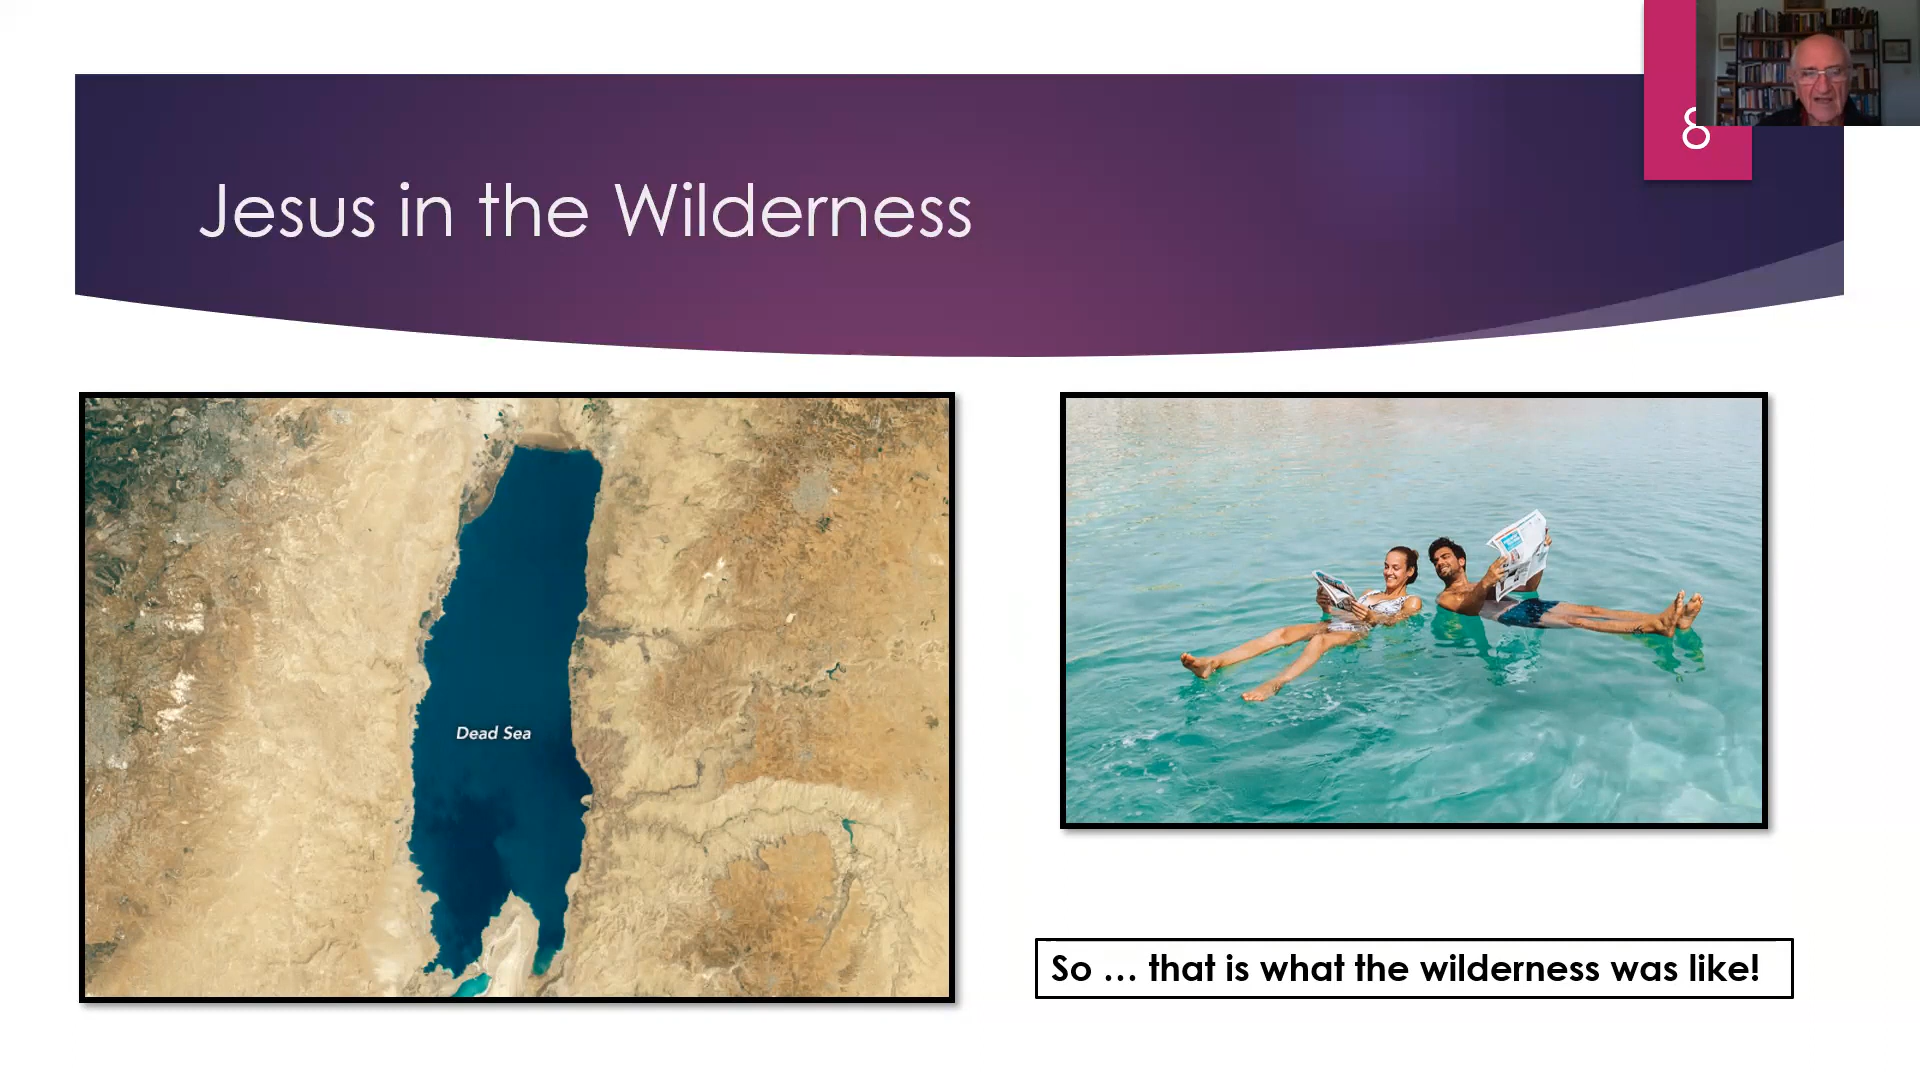 8
Jesus in the Wilderness
Dead Sea
So … that is what the wilderness was like!